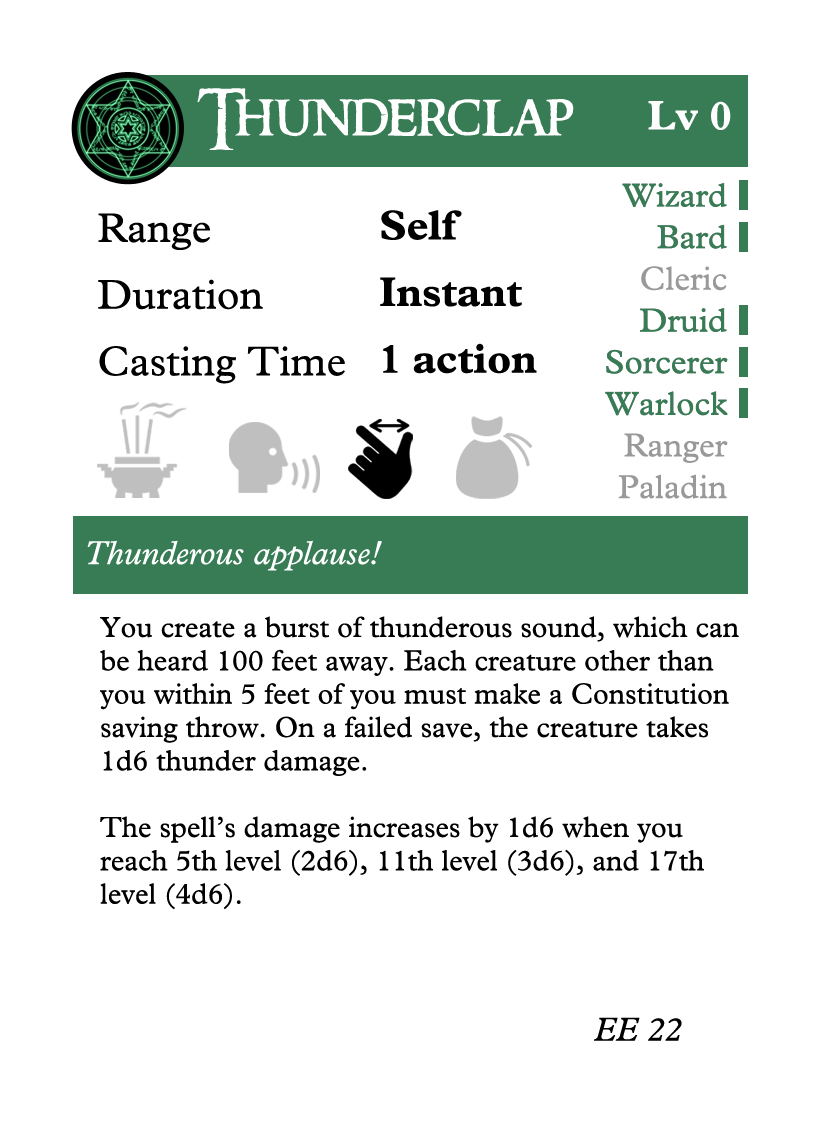 THUNDERCLAP
Lv 0
Range Self
Duration Instant
Casting Time 1 action
Wizard
Bard
Cleric
Druid
Sorcerer
Warlock
Ranger
Paladin
Thunderous applause!
You create a burst of thunderous sound, which can
be heard 100 feet away. Each creature other than
you within 5 feet of you must make a Constitution
saving throw. On a failed save, the creature takes
1d6 thunder damage.
The spell’s damage increases by 1d6 when you
reach 5th level (2d6), 11th level (3d6), and 17th
level (4d6).
EE 22